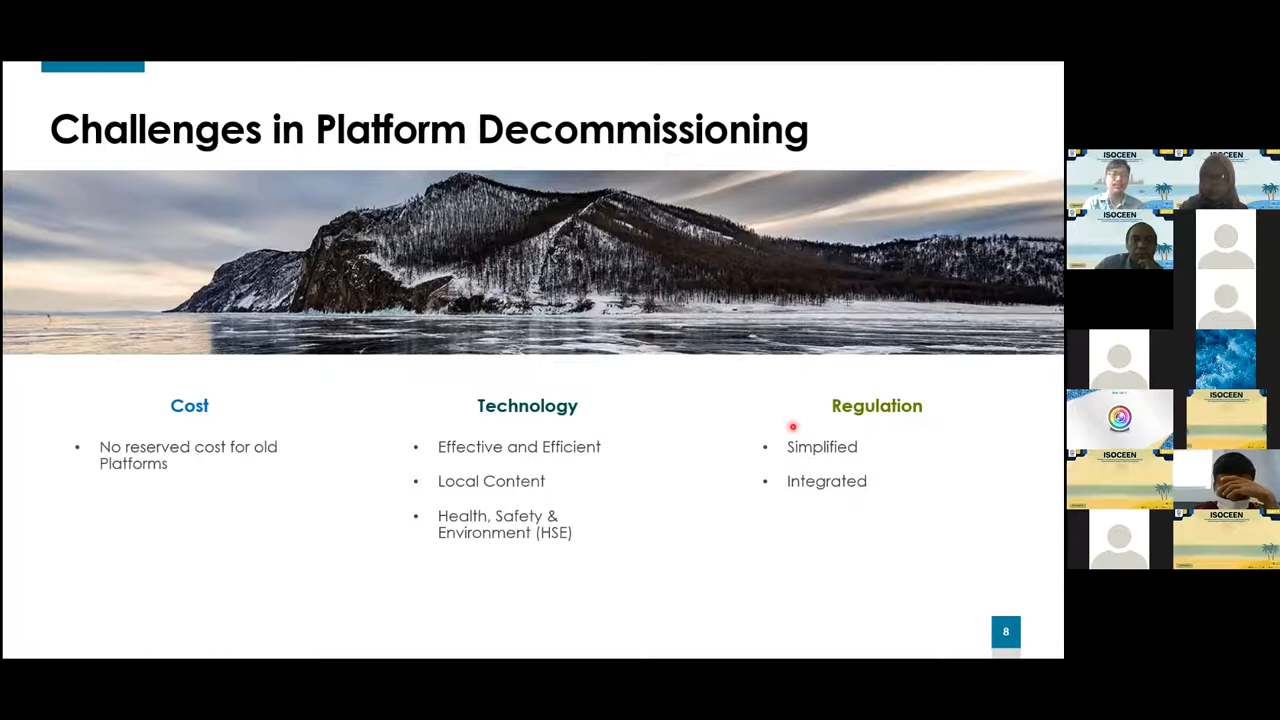 Challenges in Platform Decommissioning
Cost
• No reserved cost for old
Platforms
Technology
• Effective and Efficient
• Local Content
• Health, Safety &
Environment (HSE)
Regulation
• Simplified
• Integrated
8
ISOCEEN
ISOCEEN
ISOCEEN
ISOCEEN
ISOCEEN
ISOCEEN